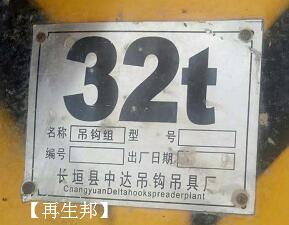 32t
名称 吊钩组 型号
编号 出厂日期
长垣县中达吊钩吊具厂
ChangyuanDeltahookspreaderplant
【再生邦】